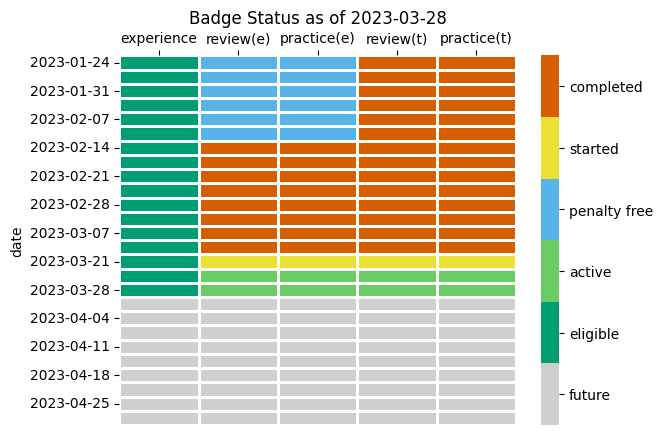 Badge Status as of 2023-03-28
experience review(e) practice(e) review(t) practice(t)
date
2023-01-24
2023-01-31
2023-02-07
2023-02-14
2023-02-21
2023-02-28
2023-03-07
2023-03-21
2023-03-28
2023-04-04
2023-04-11
2023-04-18
2023-04-25
completed
started
penalty free
active
eligible
future